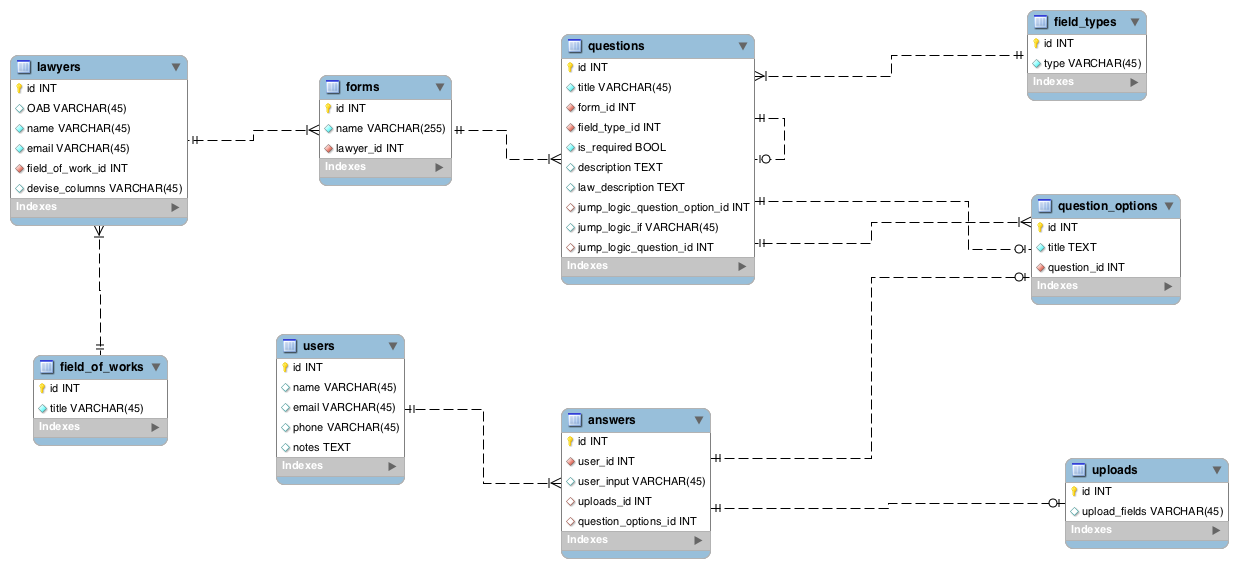 lawyers
id INT
OAB VARCHAR(45)
name VARCHAR(45)
email VARCHAR(45)
field_of_work_id INT
devise_columns VARCHAR(45)
Indexes
forms
id INT
name VARCHAR(255)
lawyer_id INT
Indexes
questions
id INT
title VARCHAR(45)
form_id INT
field_type_id INT
is_required BOOL
description TEXT
law_description TEXT
jump_logic_question_option_id INT
jump_logic_if VARCHAR(45)
jump_logic_question_id INT
Indexes
field_types
id INT
type VARCHAR(45)
Indexes
question_options
id INT
title TEXT
question_id INT
Indexes
field_of_works
id INT
title VARCHAR(45)
Indexes
users
id INT
name VARCHAR(45)
email VARCHAR(45)
phone VARCHAR(45)
notes TEXT
Indexes
answers
id INT
user_id INT
user_input VARCHAR(45)
uploads_id INT
question_options_id INT
Indexes
uploads
id INT
upload_fields VARCHAR(45)
Indexes